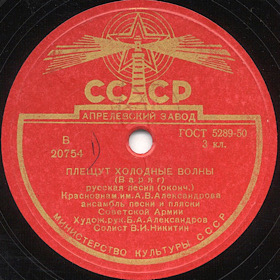 СССР
АПРЕЛЕВСКИЙ ЗАВОД
В
20754
ГОСТ 5289-50
3 кл.
ПЛЕЩУТ ХОЛОДНЫЕ ВОЛНЫ
(Варяг)
русская песня (оконч.)
Краснознам.им.А.В.Александрова
ансамбль песни и пляски
Советской Армии
Худож.рук.Б.А.Александров
Солист В.И.Никитин
МИНИСТЕРСТВО КУЛЬТУРЫ СССР